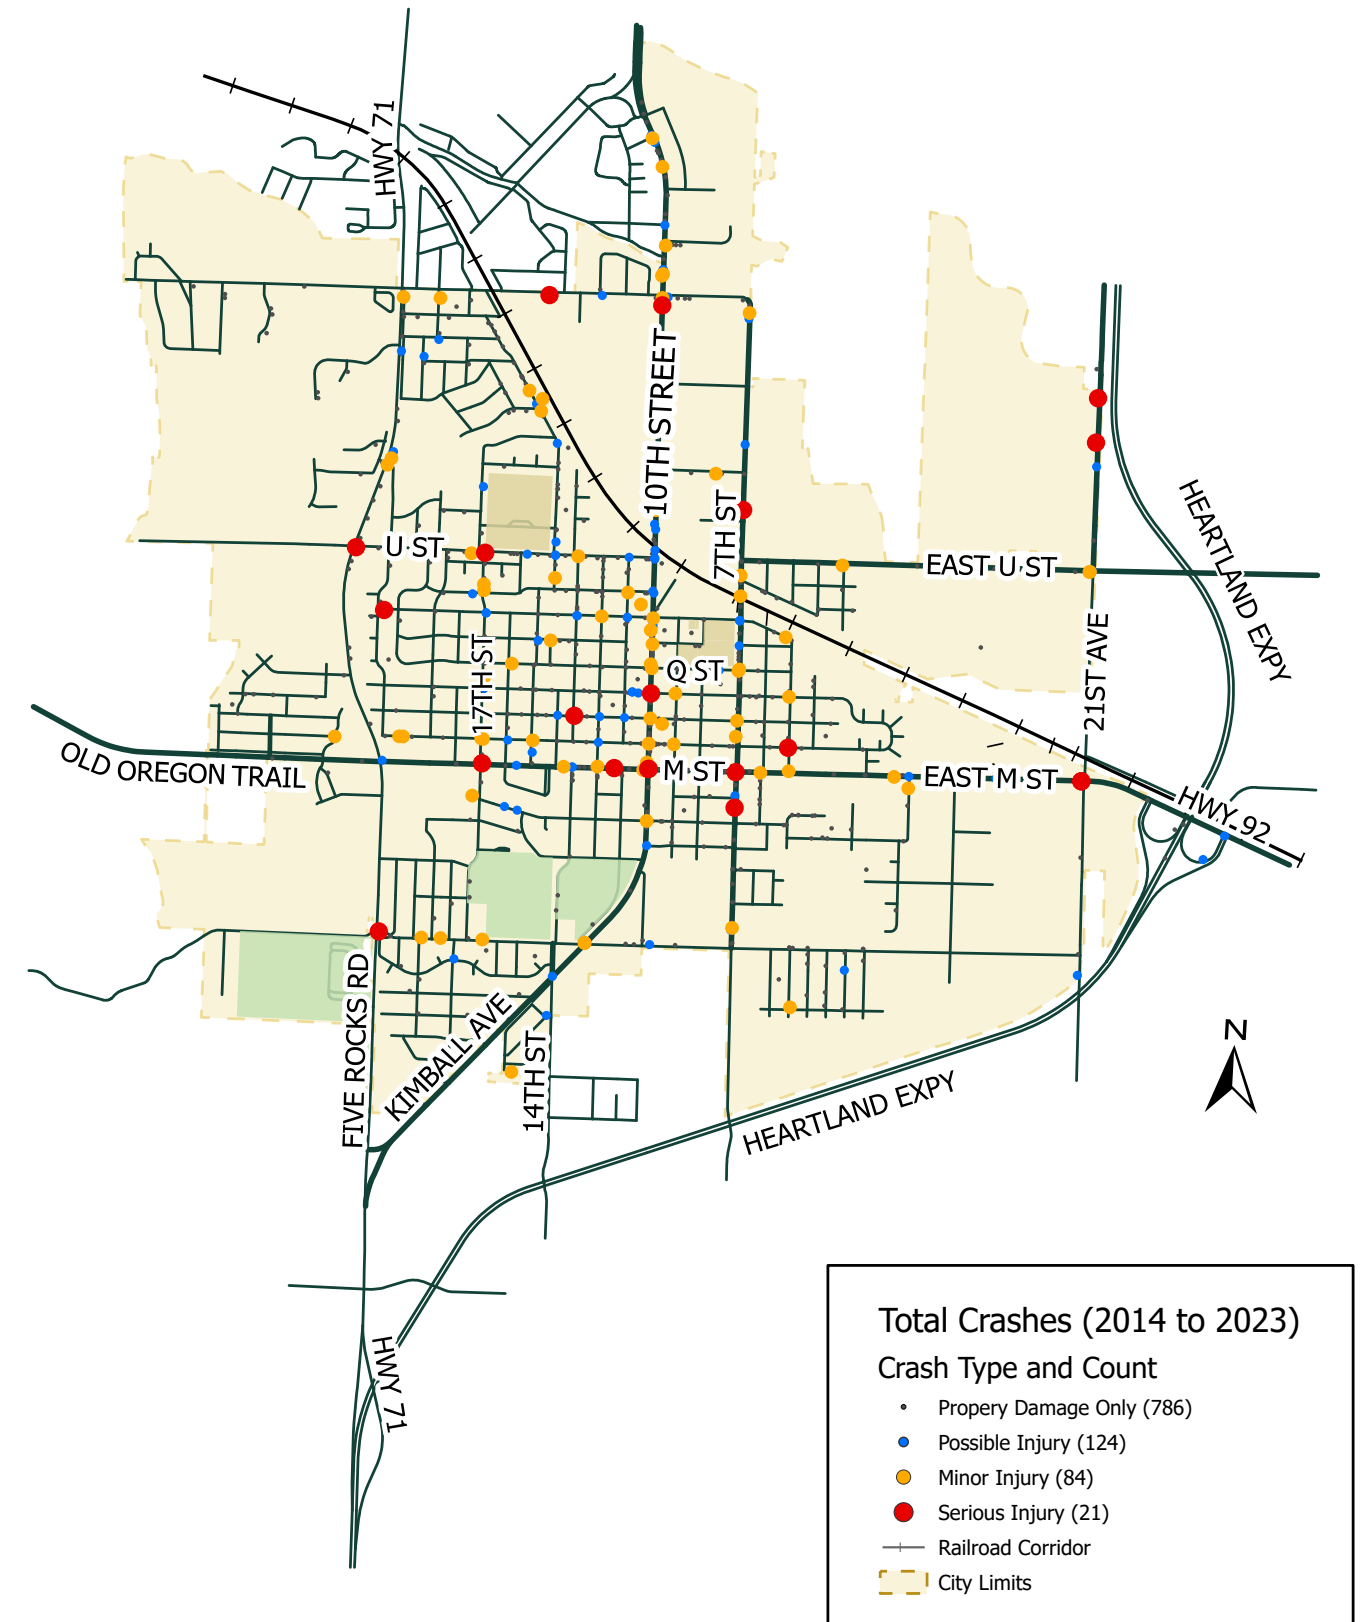 HWY 71
10TH STREET
7TH ST
HEARTLAND EXPY
U ST
EAST U ST
21ST AVE
17TH ST
Q ST
OLD OREGON TRAIL
M ST
EAST M ST
HWY 92
FIVE ROCKS RD
KIMBALL AVE
14TH ST
N
HEARTLAND EXPY
HWY 71
Total Crashes (2014 to 2023)
Crash Type and Count
Propery Damage Only (786)
Possible Injury (124)
Minor Injury (84)
Serious Injury (21)
Railroad Corridor
City Limits